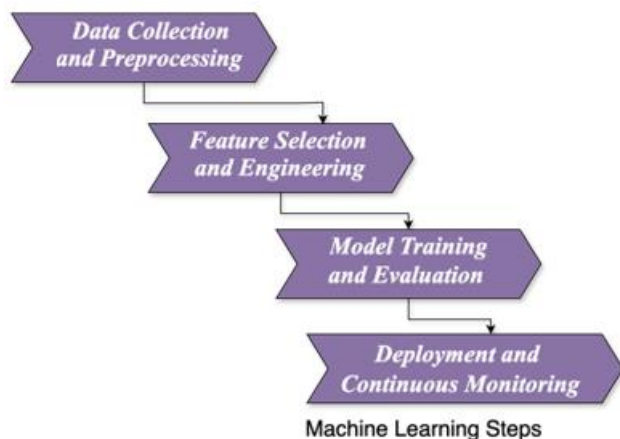 Data Collection
and Preprocessing
Feature Selection
and Engineering
Model Training
and Evaluation
Deployment and
Continuous Monitoring
Machine Learning Steps